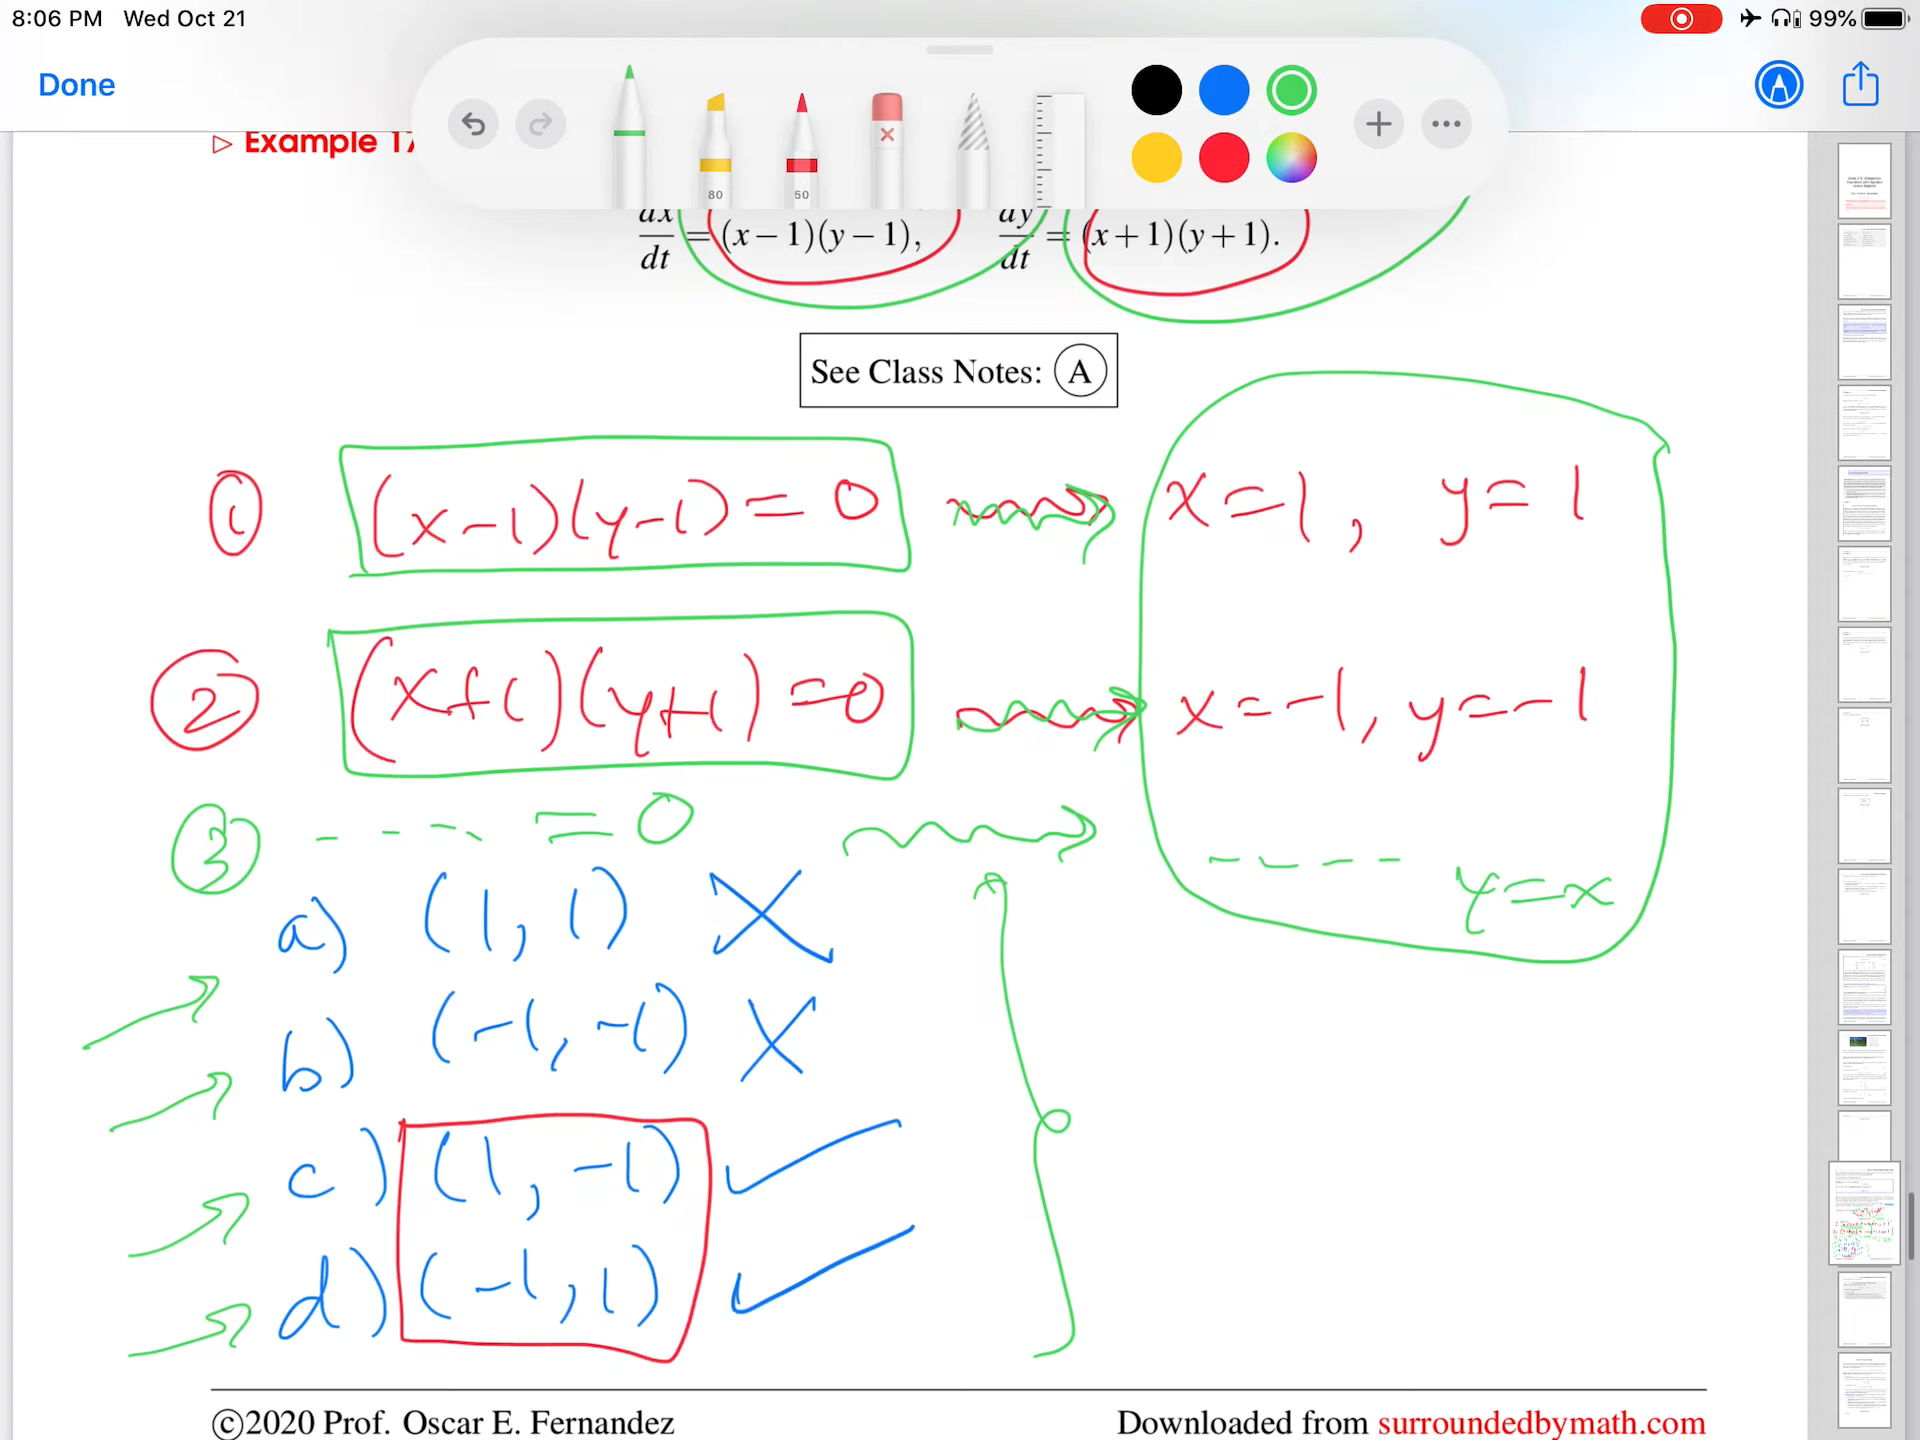 8:06 PM Wed Oct 21
99%
Done
80
50
▷ Example 17
dx/dt = (x − 1)(y − 1), dy/dt = (x + 1)(y + 1).
See Class Notes: Ⓐ
① (x-1)(y-1) = 0 x=1, y=1
② (x+1)(y+1) = 0 x=-1, y=-1
③ ---- = 0 ---- y=x
a) (1, 1) X
b) (-1, -1) X
c) (1, -1) ✓
d) (-1, 1) ✓
©2020 Prof. Oscar E. Fernandez
Downloaded from surroundedbymath.com